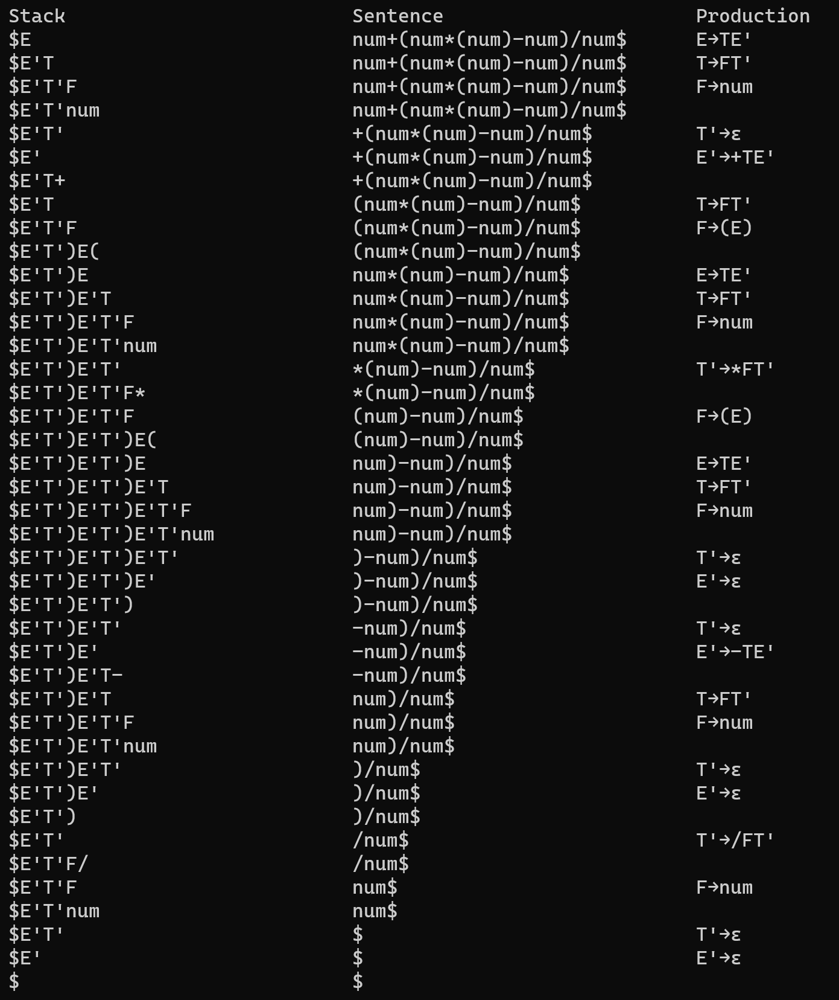 Stack Sentence Production
$E num+(num*(num)-num)/num$ E→TE'
$E'T num+(num*(num)-num)/num$ T→FT'
$E'T'F num+(num*(num)-num)/num$ F→num
$E'T'num num+(num*(num)-num)/num$
$E'T' +(num*(num)-num)/num$ T'→ε
$E' +(num*(num)-num)/num$ E'→+TE'
$E'T+ +(num*(num)-num)/num$
$E'T (num*(num)-num)/num$ T→FT'
$E'T'F (num*(num)-num)/num$ F→(E)
$E'T')E( (num*(num)-num)/num$
$E'T')E num*(num)-num)/num$ E→TE'
$E'T')E'T num*(num)-num)/num$ T→FT'
$E'T')E'T'F num*(num)-num)/num$ F→num
$E'T')E'T'num num*(num)-num)/num$
$E'T')E'T' *(num)-num)/num$ T'→*FT'
$E'T')E'T'F* *(num)-num)/num$
$E'T')E'T'F (num)-num)/num$ F→(E)
$E'T')E'T')E( (num)-num)/num$
$E'T')E'T')E num)-num)/num$ E→TE'
$E'T')E'T')E'T num)-num)/num$ T→FT'
$E'T')E'T')E'T'F num)-num)/num$ F→num
$E'T')E'T')E'T'num num)-num)/num$
$E'T')E'T')E'T' )-num)/num$ T'→ε
$E'T')E'T')E' )-num)/num$ E'→ε
$E'T')E'T') )-num)/num$
$E'T')E'T' -num)/num$ T'→ε
$E'T')E' -num)/num$ E'→-TE'
$E'T')E'T- -num)/num$
$E'T')E'T num)/num$ T→FT'
$E'T')E'T'F num)/num$ F→num
$E'T')E'T'num num)/num$
$E'T')E'T' )/num$ T'→ε
$E'T')E' )/num$ E'→ε
$E'T') )/num$
$E'T' /num$ T'→/FT'
$E'T'F/ /num$
$E'T'F num$ F→num
$E'T'num num$
$E'T' $ T'→ε
$E' $ E'→ε
$ $